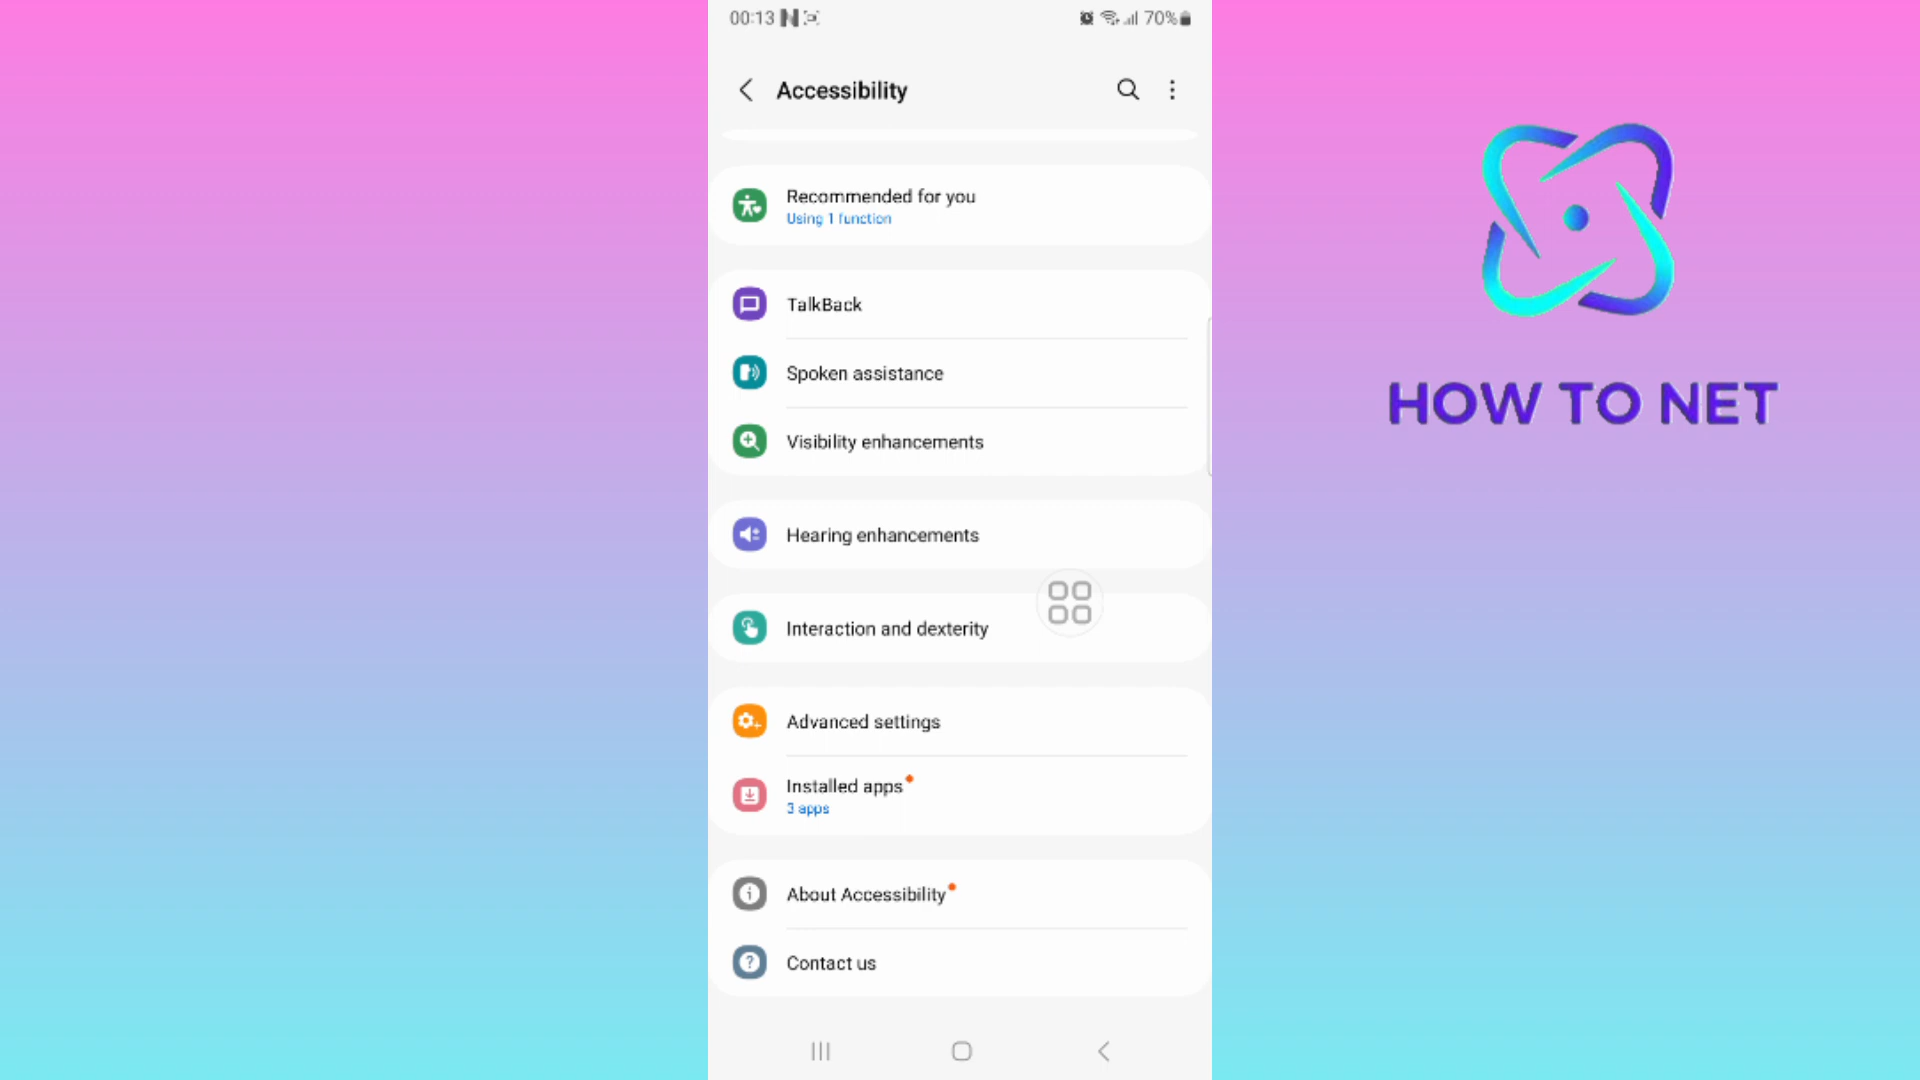 00:13
70%
Accessibility
Recommended for you
Using 1 function
TalkBack
Spoken assistance
Visibility enhancements
Hearing enhancements
Interaction and dexterity
Advanced settings
Installed apps
3 apps
About Accessibility
Contact us
HOW TO NET